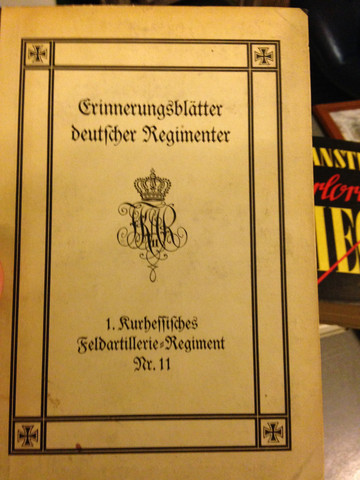 Erinnerungsblätter
deutscher Regimenter
1. Kurhessisches
Feldartillerie-Regiment
Nr. 11